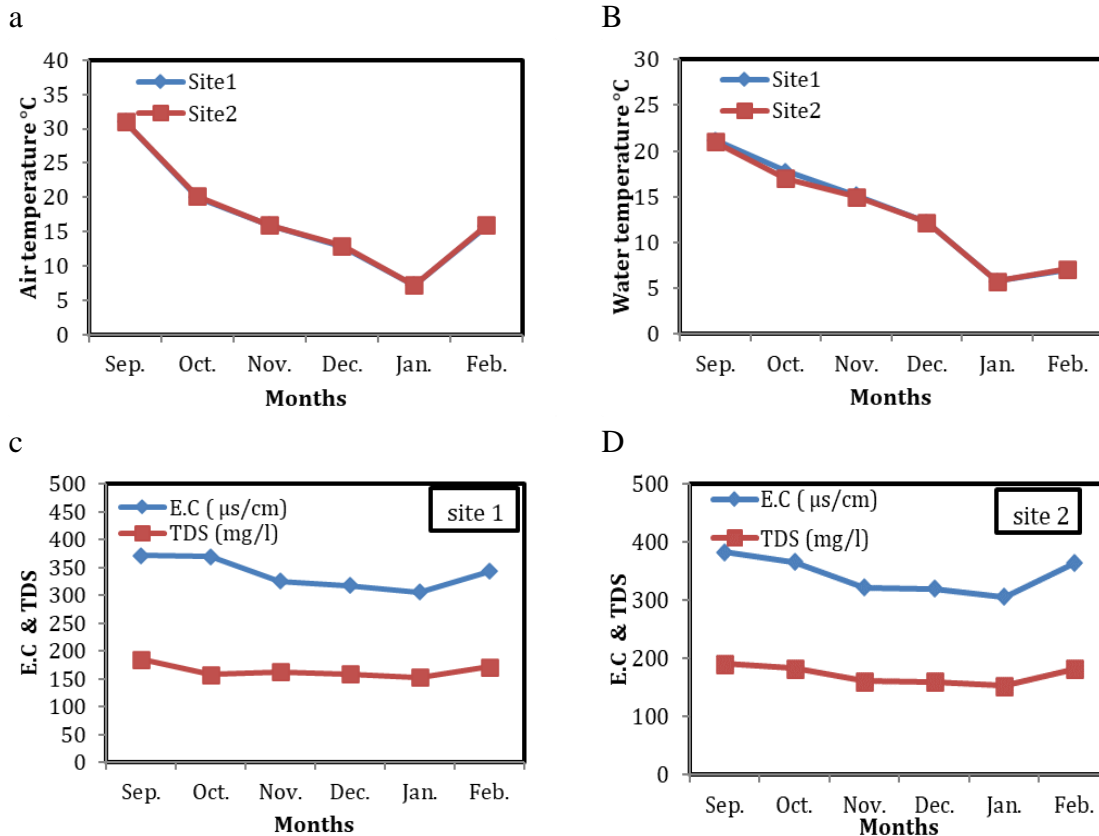 a
40
35
30
25
20
15
10
5
0
Air temperature °C
Site1
Site2
Sep. Oct. Nov. Dec. Jan. Feb.
Months
B
30
25
20
15
10
5
0
Water temperature °C
Site1
Site2
Sep. Oct. Nov. Dec. Jan. Feb.
Months
c
500
450
400
350
300
250
200
150
100
50
0
E.C & TDS
E.C ( µs/cm)
TDS (mg/l)
site 1
Sep. Oct. Nov. Dec. Jan. Feb.
Months
D
500
400
300
200
100
0
E.C & TDS
E.C ( µs/cm)
TDS (mg/l)
site 2
Sep. Oct. Nov. Dec. Jan. Feb.
Months